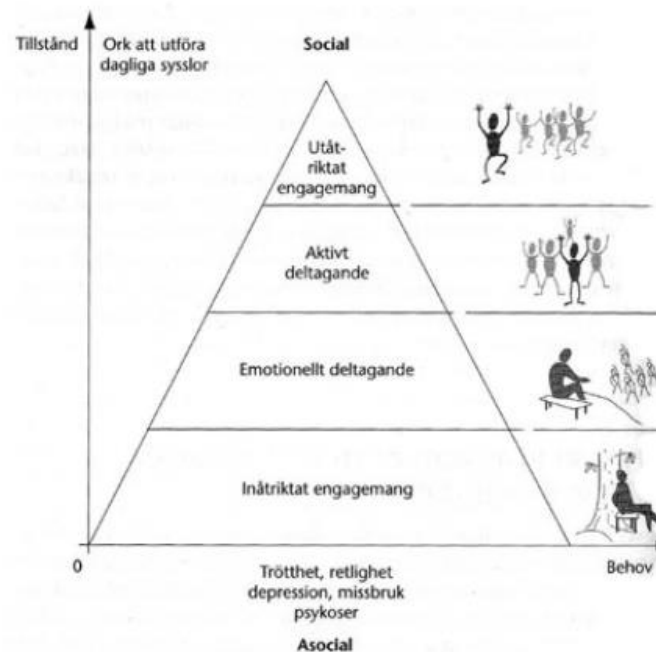 Tillstånd
Ork att utföra
dagliga sysslor
Social
Utåt-
riktat
engagemang
Aktivt
deltagande
Emotionellt deltagande
Inåtriktat engagemang
0
Behov
Trötthet, retlighet
depression, missbruk
psykoser
Asocial